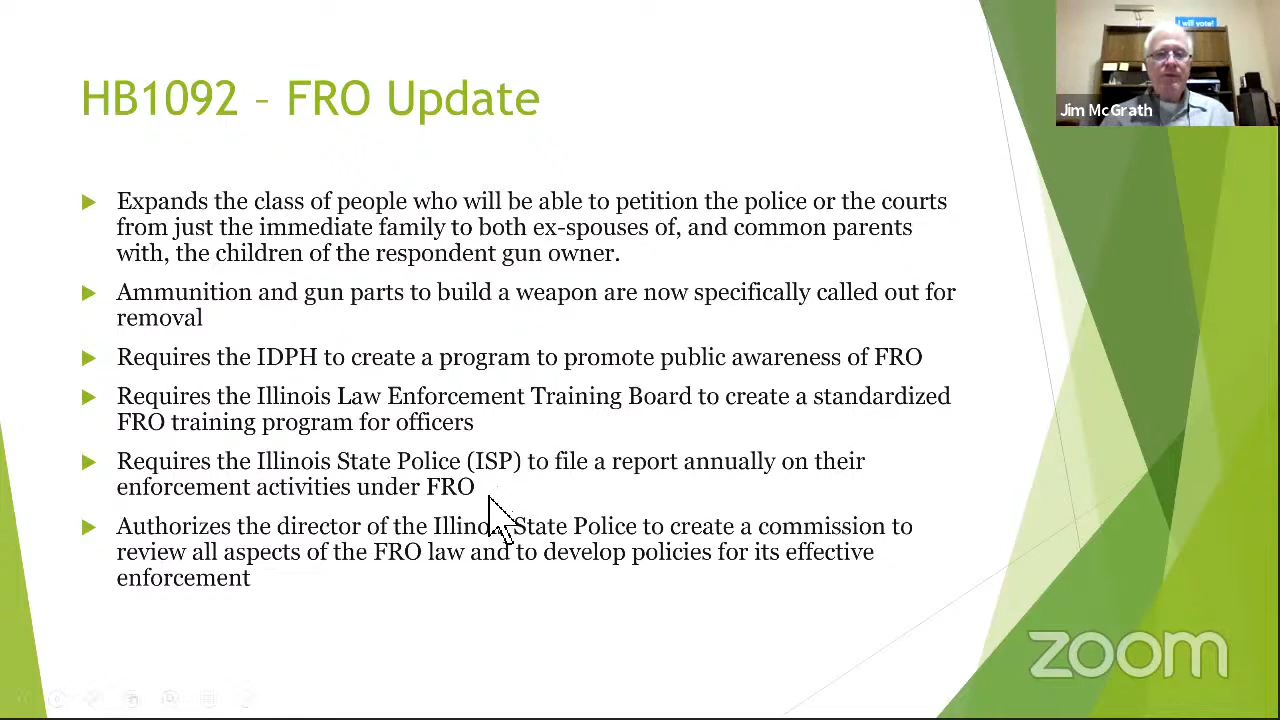 HB1092 – FRO Update
I will vote!
Jim McGrath
Expands the class of people who will be able to petition the police or the courts
from just the immediate family to both ex-spouses of, and common parents
with, the children of the respondent gun owner.
Ammunition and gun parts to build a weapon are now specifically called out for
removal
Requires the IDPH to create a program to promote public awareness of FRO
Requires the Illinois Law Enforcement Training Board to create a standardized
FRO training program for officers
Requires the Illinois State Police (ISP) to file a report annually on their
enforcement activities under FRO
Authorizes the director of the Illinois State Police to create a commission to
review all aspects of the FRO law and to develop policies for its effective
enforcement
zoom